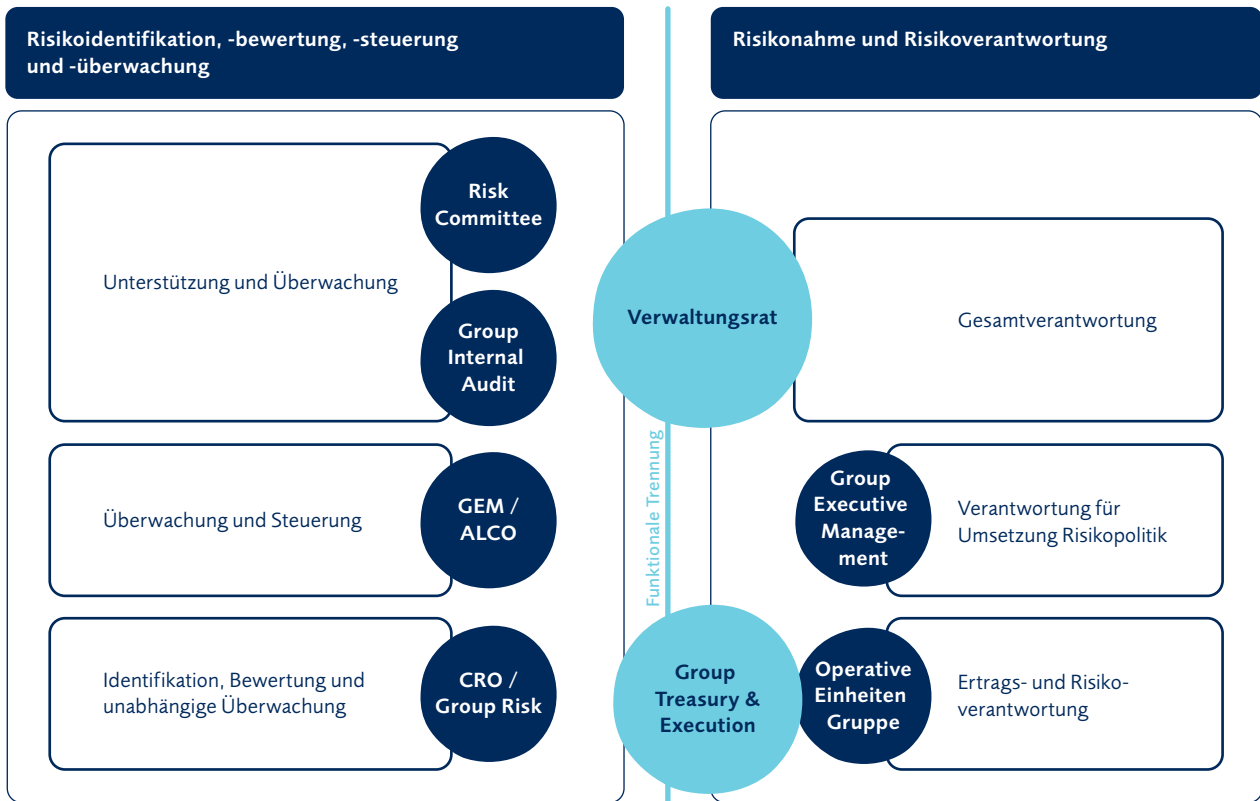 Risikoidentifikation, -bewertung, -steuerung
und -überwachung
Risikonahme und Risikoverantwortung
Unterstützung und Überwachung
Risk
Committee
Group
Internal
Audit
Verwaltungsrat
Gesamtverantwortung
Funktionale Trennung
Überwachung und Steuerung
GEM /
ALCO
Group
Executive
Manage-
ment
Verantwortung für
Umsetzung Risikopolitik
Identifikation, Bewertung und
unabhängige Überwachung
CRO /
Group Risk
Group
Treasury &
Execution
Operative
Einheiten
Gruppe
Ertrags- und Risiko-
verantwortung